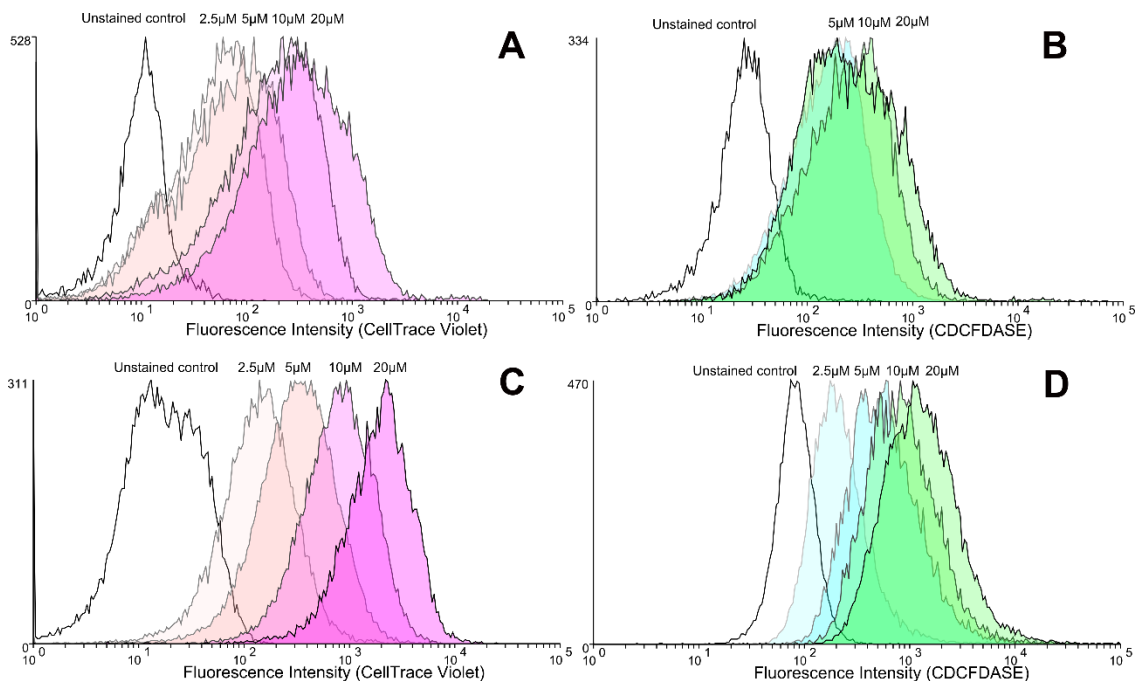 Unstained control 2.5µM 5µM 10µM 20µM
528
A
0
10 0 10 1 10 2 10 3 10 4 10 5
Fluorescence Intensity (CellTrace Violet)
5µM 10µM 20µM
Unstained control
334
B
0
10 0 10 1 10 2 10 3 10 4 10 5
Fluorescence Intensity (CDCFDASE)
Unstained control 2.5µM 5µM 10µM 20µM
311
C
0
10 0 10 1 10 2 10 3 10 4 10 5
Fluorescence Intensity (CellTrace Violet)
Unstained control 2.5µM 5µM 10µM 20µM
470
D
0
10 0 10 1 10 2 10 3 10 4 10 5
Fluorescence Intensity (CDCFDASE)